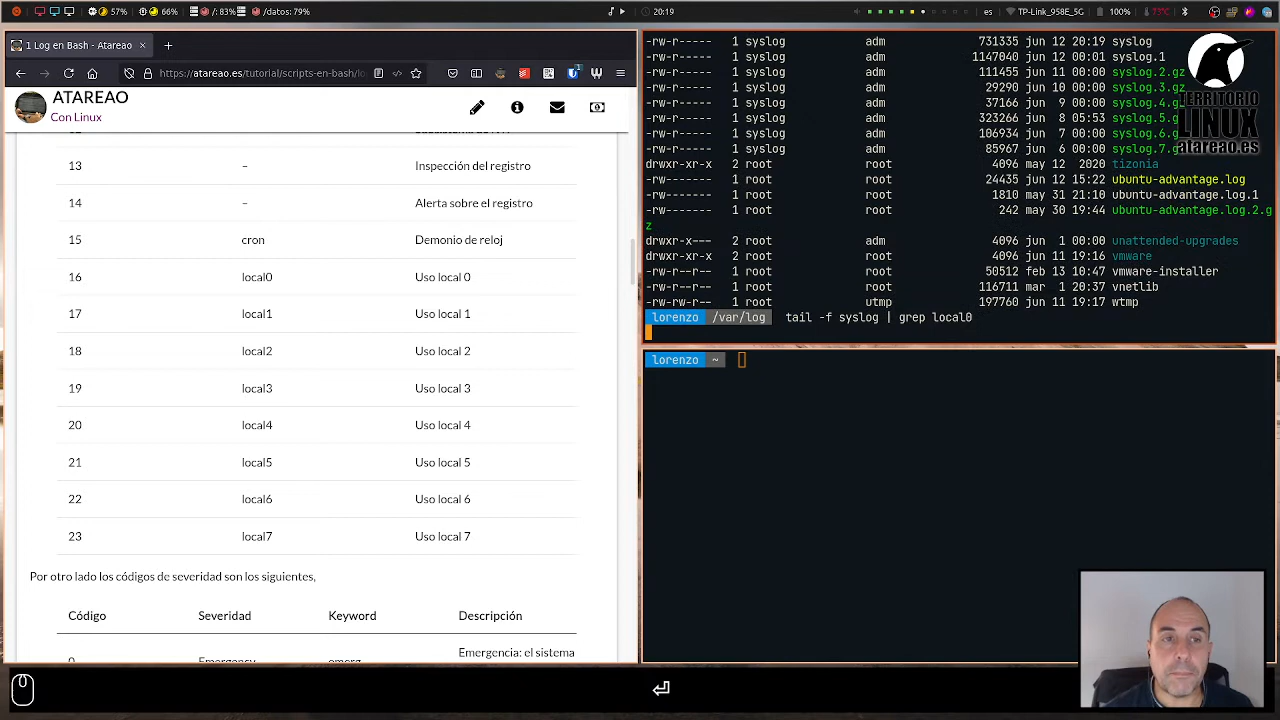 57% 66% /: 83% /datos: 79% 20:19 es TP-Link_958E_5G 100% 73°C
1 Log en Bash - Atareao
https://atareao.es/tutorial/scripts-en-bash/lo
ATAREAO
Con Linux
13 – Inspección del registro
14 – Alerta sobre el registro
15 cron Demonio de reloj
16 local0 Uso local 0
17 local1 Uso local 1
18 local2 Uso local 2
19 local3 Uso local 3
20 local4 Uso local 4
21 local5 Uso local 5
22 local6 Uso local 6
23 local7 Uso local 7
Por otro lado los códigos de severidad son los siguientes,
Código Severidad Keyword Descripción
0 Emergency emerg Emergencia: el sistema
-rw-r----- 1 syslog adm 731335 jun 12 20:19 syslog
-rw-r----- 1 syslog adm 1147040 jun 12 00:01 syslog.1
-rw-r----- 1 syslog adm 111455 jun 11 00:00 syslog.2.gz
-rw-r----- 1 syslog adm 29290 jun 10 00:00 syslog.3.gz
-rw-r----- 1 syslog adm 37166 jun 9 00:00 syslog.4.g
-rw-r----- 1 syslog adm 323266 jun 8 05:53 syslog.5.g
-rw-r----- 1 syslog adm 106934 jun 7 00:00 syslog.6.g
-rw-r----- 1 syslog adm 85967 jun 6 00:00 syslog.7.g
drwxr-xr-x 2 root root 4096 may 12 2020 tizonia
-rw------- 1 root root 24435 jun 12 15:22 ubuntu-advantage.log
-rw------- 1 root root 1810 may 31 21:10 ubuntu-advantage.log.1
-rw------- 1 root root 242 may 30 19:44 ubuntu-advantage.log.2.g
z
drwxr-x--- 2 root adm 4096 jun 1 00:00 unattended-upgrades
drwxr-xr-x 2 root root 4096 jun 11 19:16 vmware
-rw-r--r-- 1 root root 50512 feb 13 10:47 vmware-installer
-rw-r--r-- 1 root root 116711 mar 1 20:37 vnetlib
-rw-rw-r-- 1 root utmp 197760 jun 11 19:17 wtmp
lorenzo /var/log tail -f syslog | grep local0
lorenzo ~
TERRITORIO
LINUX
atareao.es